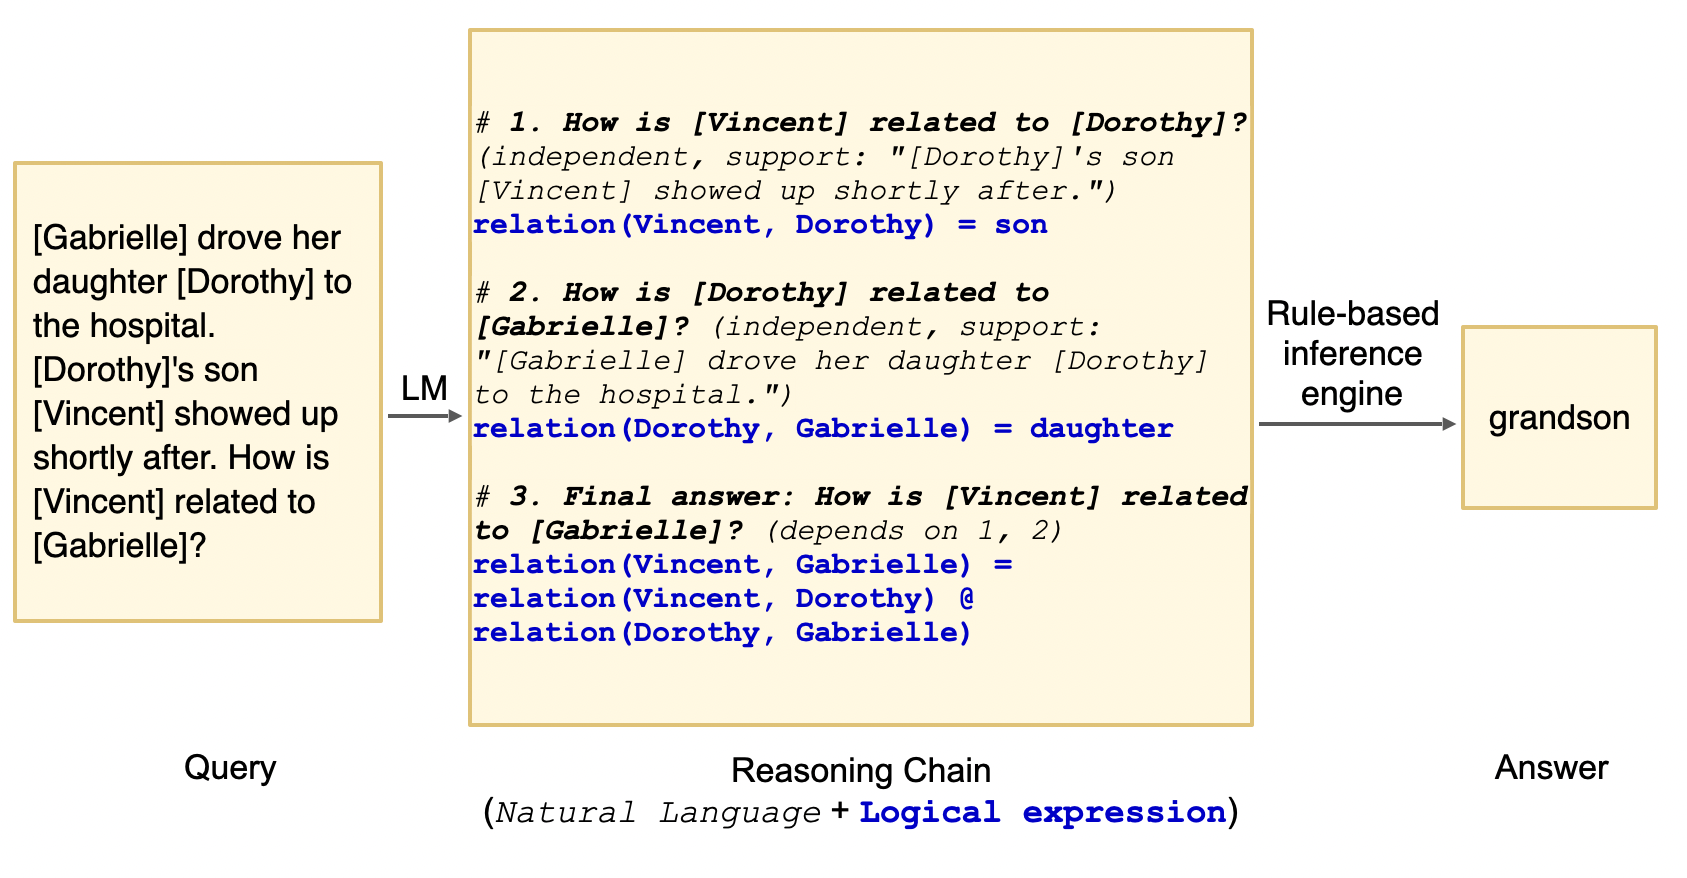 [Gabrielle] drove her
daughter [Dorothy] to
the hospital.
[Dorothy]'s son
[Vincent] showed up
shortly after. How is
[Vincent] related to
[Gabrielle]?
Query
LM
# 1. How is [Vincent] related to [Dorothy]?
(independent, support: "[Dorothy]'s son
[Vincent] showed up shortly after.")
relation(Vincent, Dorothy) = son
# 2. How is [Dorothy] related to
[Gabrielle]? (independent, support:
"[Gabrielle] drove her daughter [Dorothy]
to the hospital.")
relation(Dorothy, Gabrielle) = daughter
# 3. Final answer: How is [Vincent] related
to [Gabrielle]? (depends on 1, 2)
relation(Vincent, Gabrielle) =
relation(Vincent, Dorothy) @
relation(Dorothy, Gabrielle)
Reasoning Chain
(Natural Language + Logical expression)
Rule-based
inference
engine
grandson
Answer